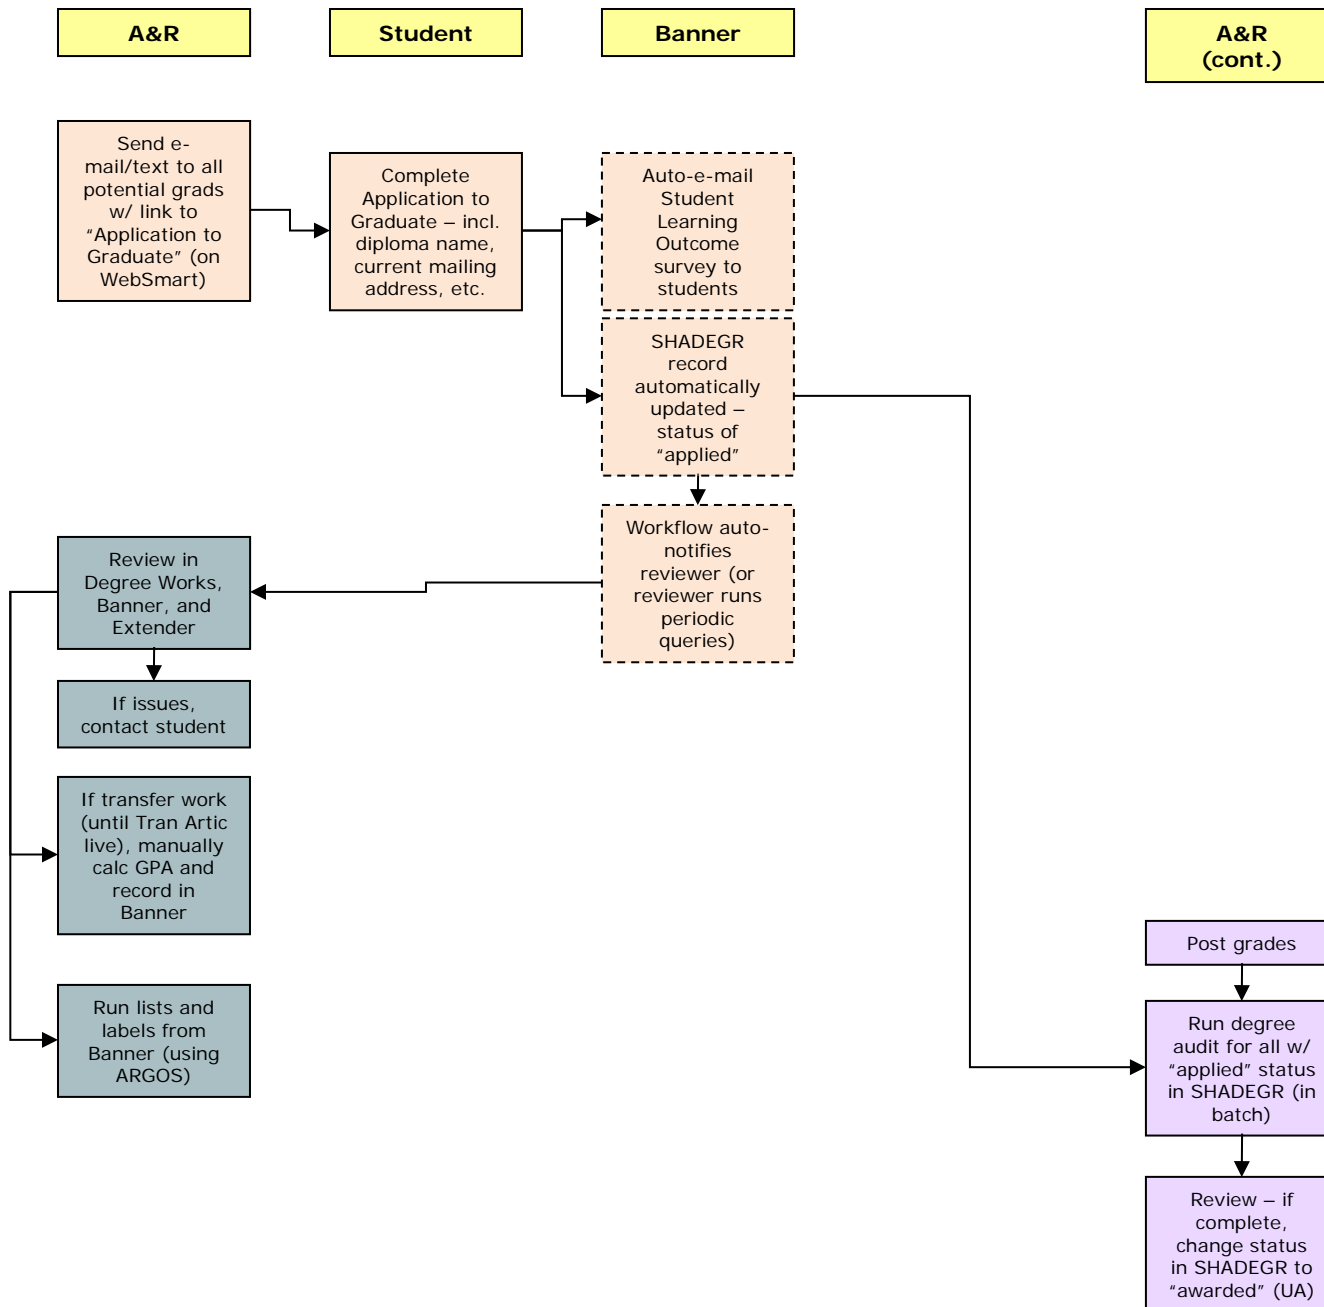 A&R
Student
Banner
A&R
(cont.)
Send e-
mail/text to all
potential grads
w/ link to
“Application to
Graduate” (on
WebSmart)
Complete
Application to
Graduate – incl.
diploma name,
current mailing
address, etc.
Auto-e-mail
Student
Learning
Outcome
survey to
students
SHADEGR
record
automatically
updated –
status of
“applied”
Workflow auto-
notifies
reviewer (or
reviewer runs
periodic
queries)
Review in
Degree Works,
Banner, and
Extender
If issues,
contact student
If transfer work
(until Tran Artic
live), manually
calc GPA and
record in
Banner
Run lists and
labels from
Banner (using
ARGOS)
Post grades
Run degree
audit for all w/
“applied” status
in SHADEGR (in
batch)
Review – if
complete,
change status
in SHADEGR to
“awarded” (UA)